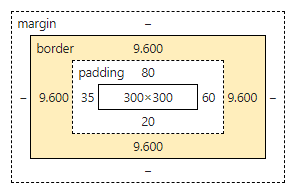 margin –
border 9.600
padding 80
– 9.600 35 300×300 60 9.600 –
20
9.600
–